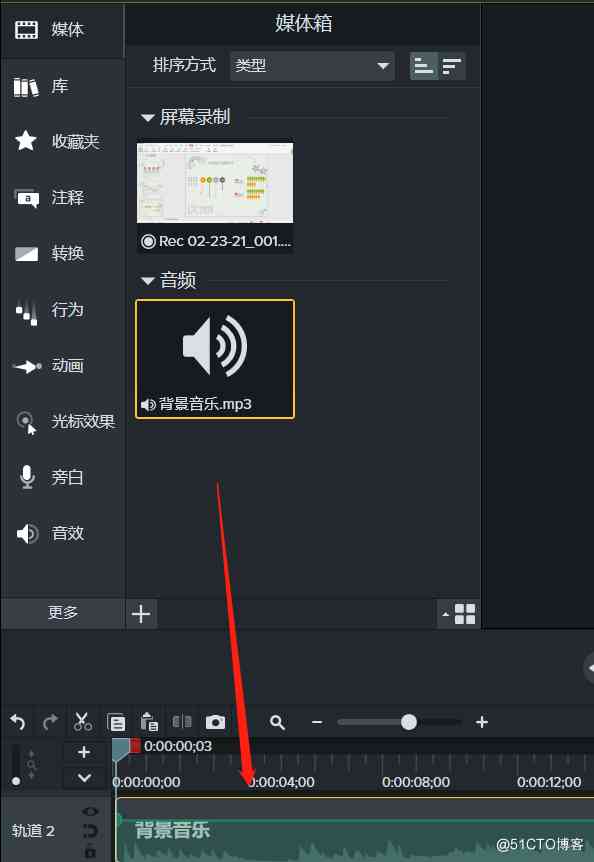 媒体
库
收藏夹
注释
转换
行为
动画
光标效果
旁白
音效
更多
媒体箱
排序方式 类型
屏幕录制
Rec 02-23-21_001....
音频
背景音乐.mp3
0:00:00;03
0:00:00;00 0:00:04;00 0:00:08;00 0:00:12;00
轨道 2
背景音乐
@51CTO博客